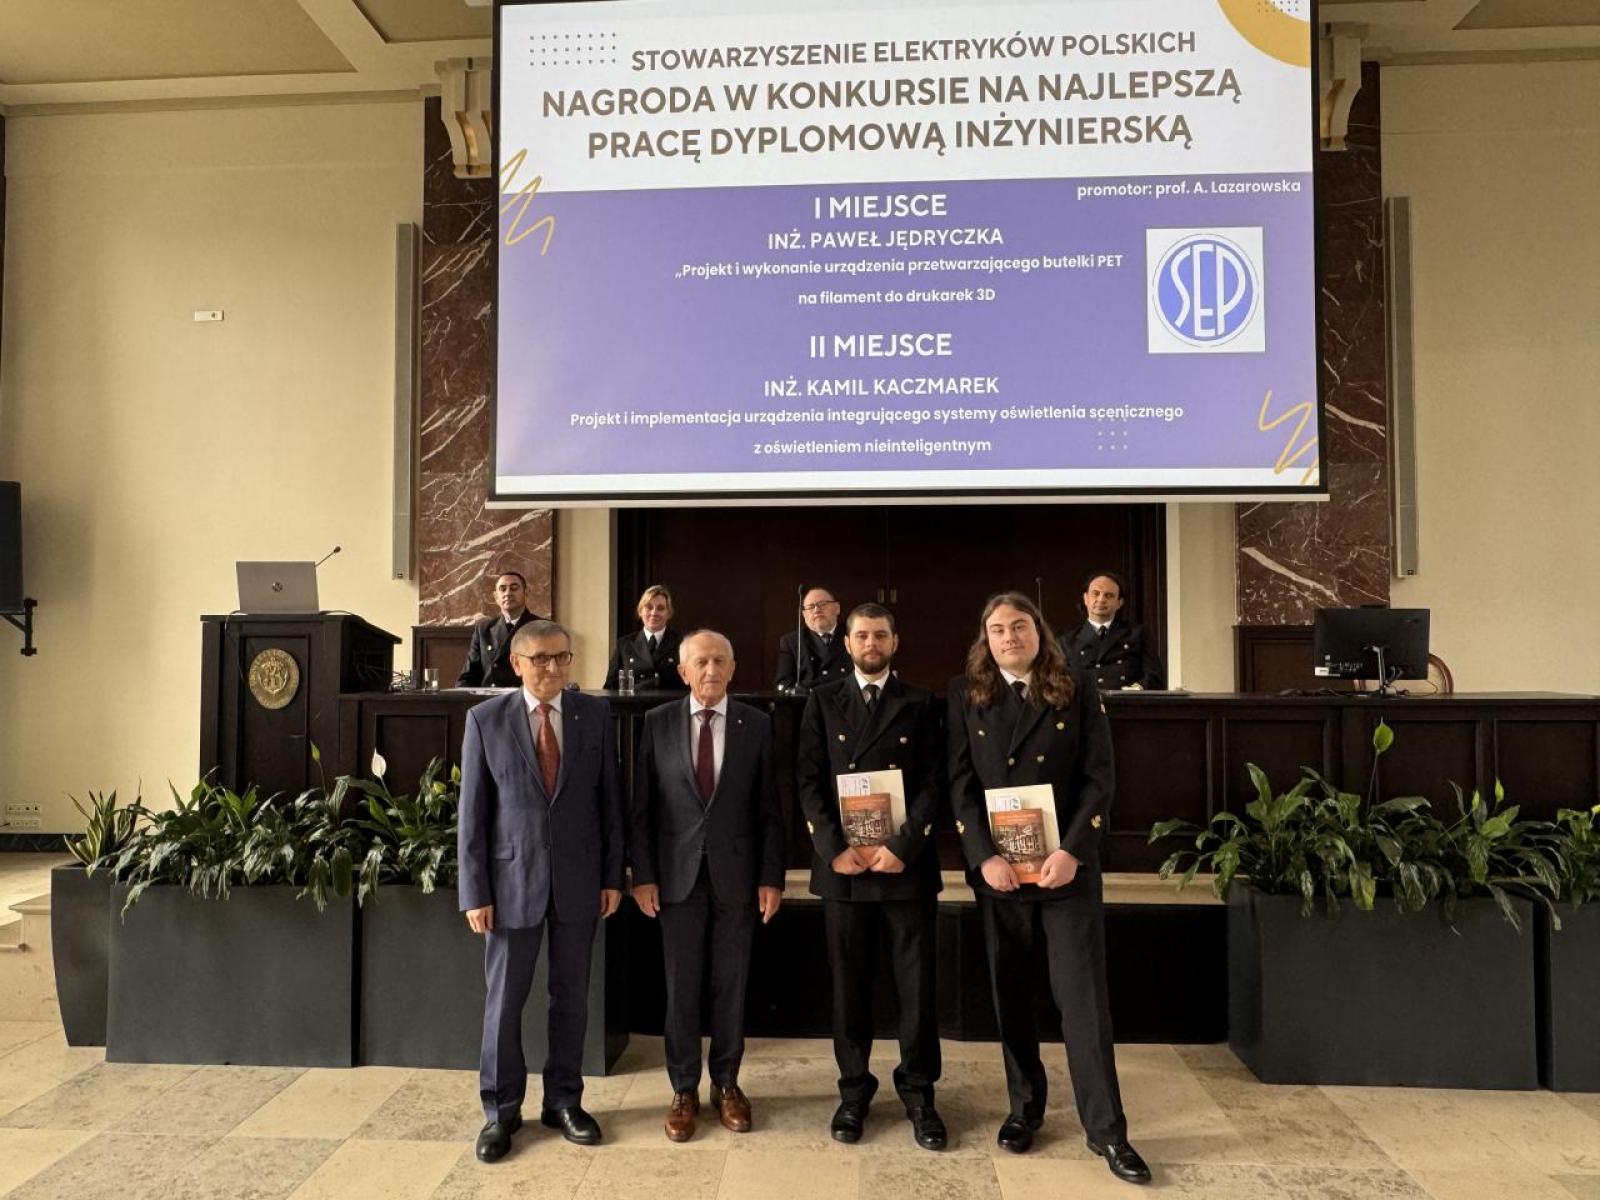 STOWARZYSZENIE ELEKTRYKÓW POLSKICH
NAGRODA W KONKURSIE NA NAJLEPSZĄ
PRACĘ DYPLOMOWĄ INŻYNIERSKĄ
promotor: prof. A. Lazarowska
I MIEJSCE
INŻ. PAWEŁ JĘDRYCZKA
„Projekt i wykonanie urządzenia przetwarzającego butelki PET
na filament do drukarek 3D
SEP
II MIEJSCE
INŻ. KAMIL KACZMAREK
Projekt i implementacja urządzenia integrującego systemy oświetlenia scenicznego
z oświetleniem nieinteligentnym